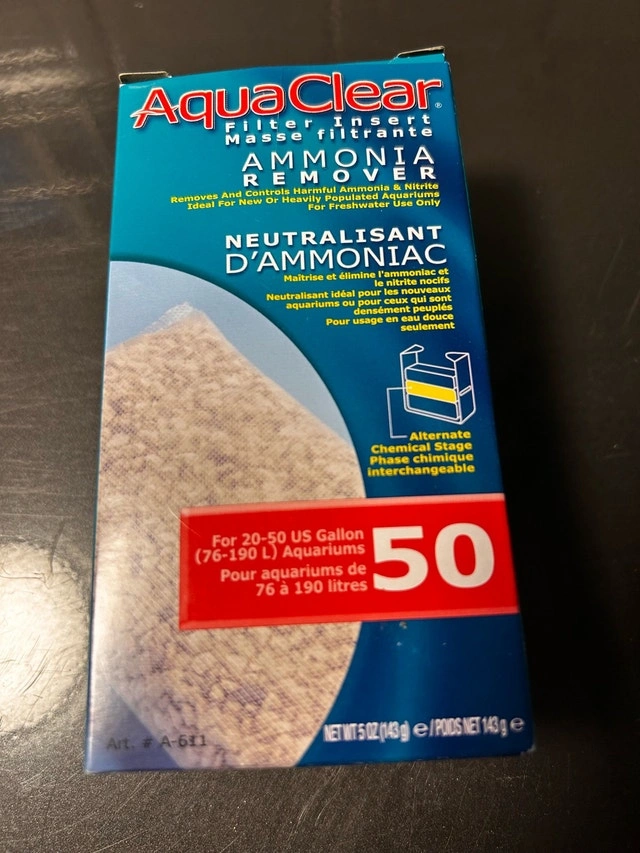 AquaClear®
Filter Insert
Masse filtrante
AMMONIA
REMOVER
Removes And Controls Harmful Ammonia & Nitrite
Ideal For New Or Heavily Populated Aquariums
For Freshwater Use Only
NEUTRALISANT
D'AMMONIAC
Maîtrise et élimine l'ammoniac et
le nitrite nocifs
Neutralisant idéal pour les nouveaux
aquariums ou pour ceux qui sont
densément peuplés
Pour usage en eau douce
seulement
Alternate
Chemical Stage
Phase chimique
interchangeable
For 20-50 US Gallon
(76-190 L) Aquariums
Pour aquariums de
76 à 190 litres
50
Art. # A-611
NET WT 5 OZ (143 g) e / POIDS NET 143 g e